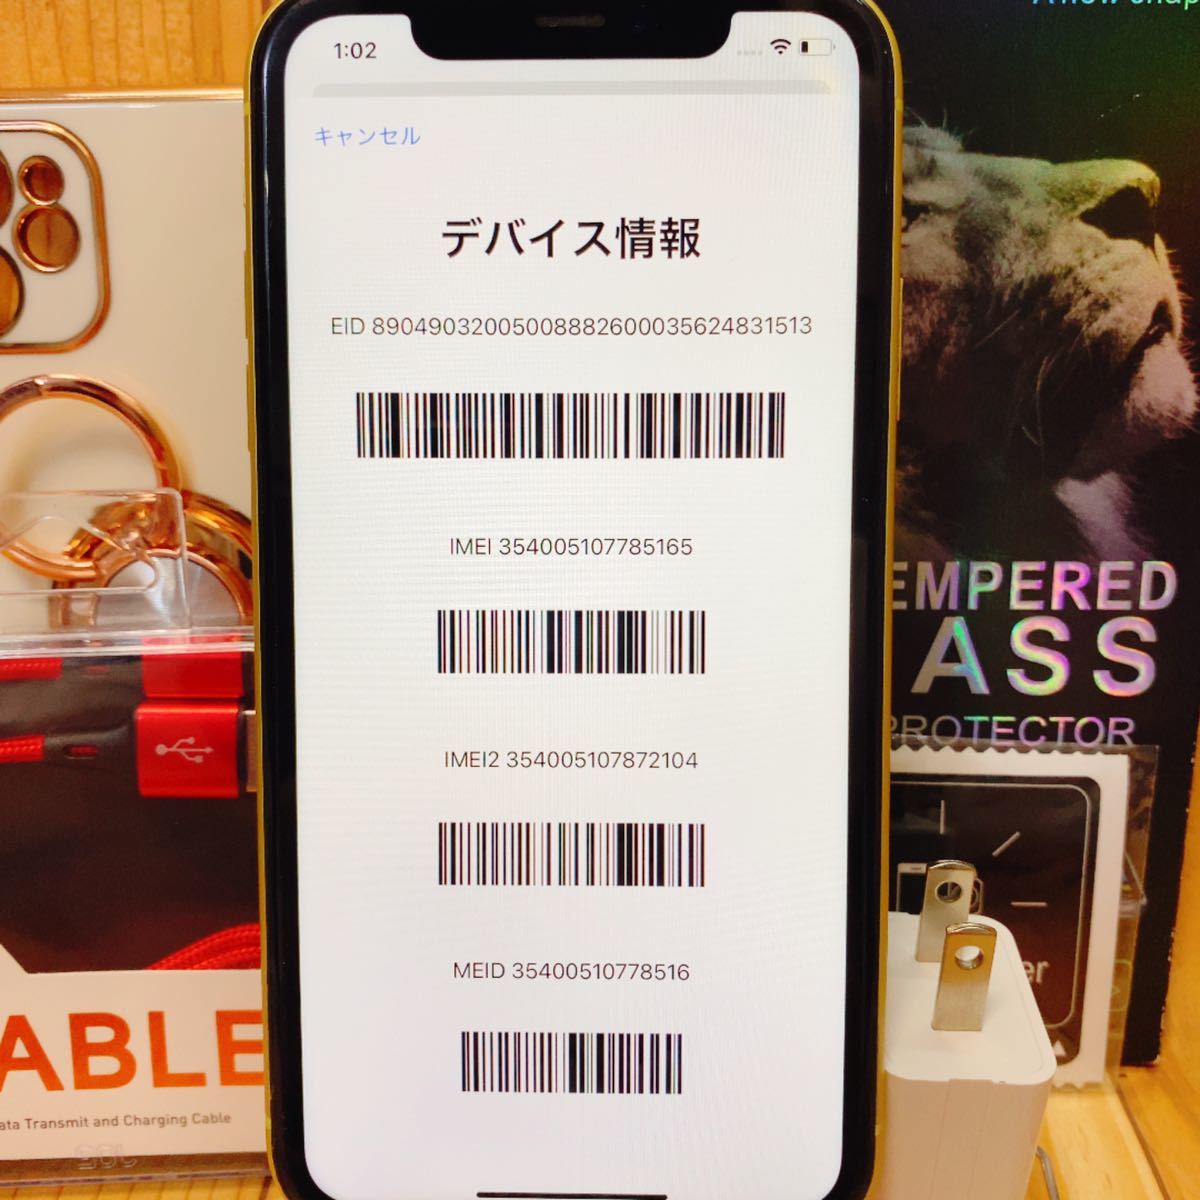 1:02
キャンセル
デバイス情報
EID 89049032005008882600035624831513
IMEI 354005107785165
IMEI2 354005107872104
MEID 35400510778516
EMPERED
ASS
PROTECTOR
er
ABLE
ata Transmit and Charging Cable